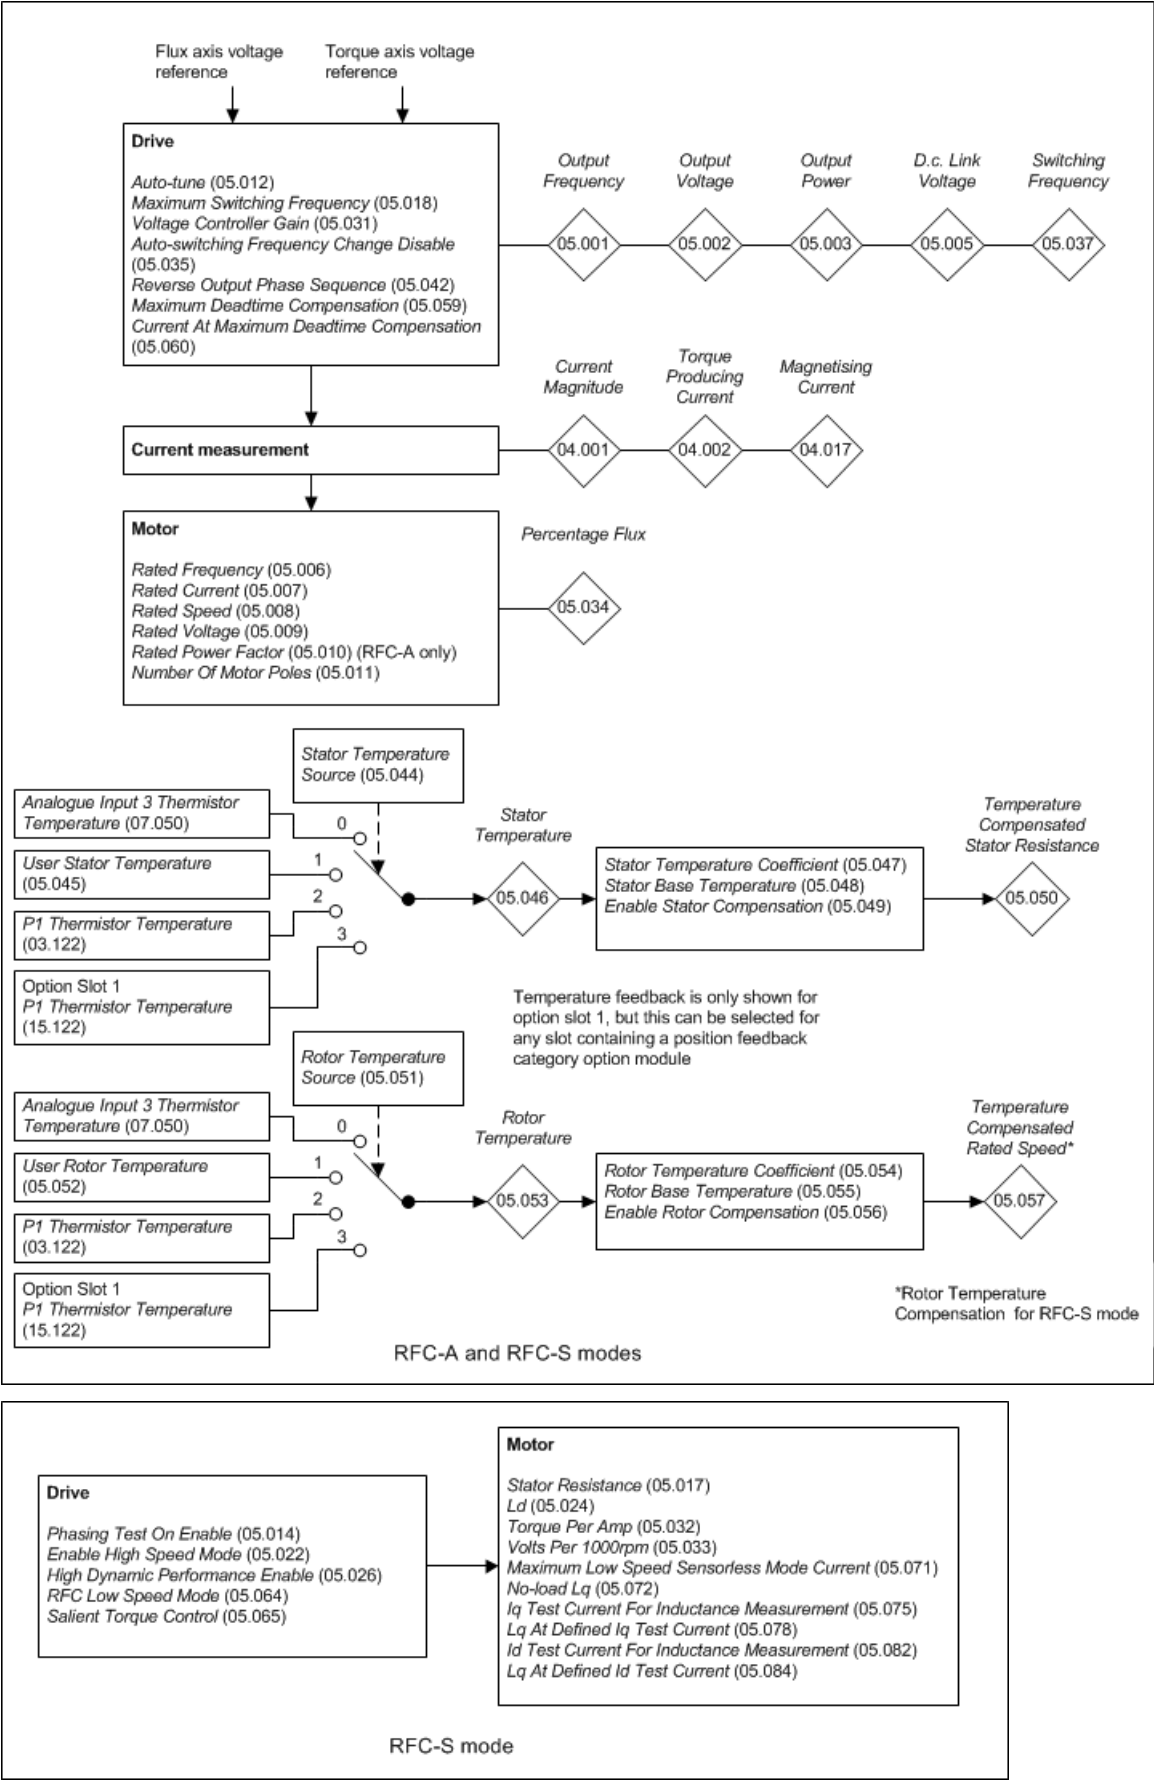 Flux axis voltage
reference
Torque axis voltage
reference
Drive
Auto-tune (05.012)
Maximum Switching Frequency (05.018)
Voltage Controller Gain (05.031)
Auto-switching Frequency Change Disable
(05.035)
Reverse Output Phase Sequence (05.042)
Maximum Deadtime Compensation (05.059)
Current At Maximum Deadtime Compensation
(05.060)
Output
Frequency
Output
Voltage
Output
Power
D.c. Link
Voltage
Switching
Frequency
05.001
05.002
05.003
05.005
05.037
Current
Magnitude
Torque
Producing
Current
Magnetising
Current
Current measurement
04.001
04.002
04.017
Motor
Rated Frequency (05.006)
Rated Current (05.007)
Rated Speed (05.008)
Rated Voltage (05.009)
Rated Power Factor (05.010) (RFC-A only)
Number Of Motor Poles (05.011)
Percentage Flux
05.034
Stator Temperature
Source (05.044)
Analogue Input 3 Thermistor
Temperature (07.050)
User Stator Temperature
(05.045)
P1 Thermistor Temperature
(03.122)
Option Slot 1
P1 Thermistor Temperature
(15.122)
0
1
2
3
Stator
Temperature
05.046
Stator Temperature Coefficient (05.047)
Stator Base Temperature (05.048)
Enable Stator Compensation (05.049)
Temperature
Compensated
Stator Resistance
05.050
Temperature feedback is only shown for
option slot 1, but this can be selected for
any slot containing a position feedback
category option module
Rotor Temperature
Source (05.051)
Analogue Input 3 Thermistor
Temperature (07.050)
User Rotor Temperature
(05.052)
P1 Thermistor Temperature
(03.122)
Option Slot 1
P1 Thermistor Temperature
(15.122)
0
1
2
3
Rotor
Temperature
05.053
Rotor Temperature Coefficient (05.054)
Rotor Base Temperature (05.055)
Enable Rotor Compensation (05.056)
Temperature
Compensated
Rated Speed*
05.057
*Rotor Temperature
Compensation for RFC-S mode
RFC-A and RFC-S modes
Drive
Phasing Test On Enable (05.014)
Enable High Speed Mode (05.022)
High Dynamic Performance Enable (05.026)
RFC Low Speed Mode (05.064)
Salient Torque Control (05.065)
Motor
Stator Resistance (05.017)
Ld (05.024)
Torque Per Amp (05.032)
Volts Per 1000rpm (05.033)
Maximum Low Speed Sensorless Mode Current (05.071)
No-load Lq (05.072)
Iq Test Current For Inductance Measurement (05.075)
Lq At Defined Iq Test Current (05.078)
Id Test Current For Inductance Measurement (05.082)
Lq At Defined Id Test Current (05.084)
RFC-S mode